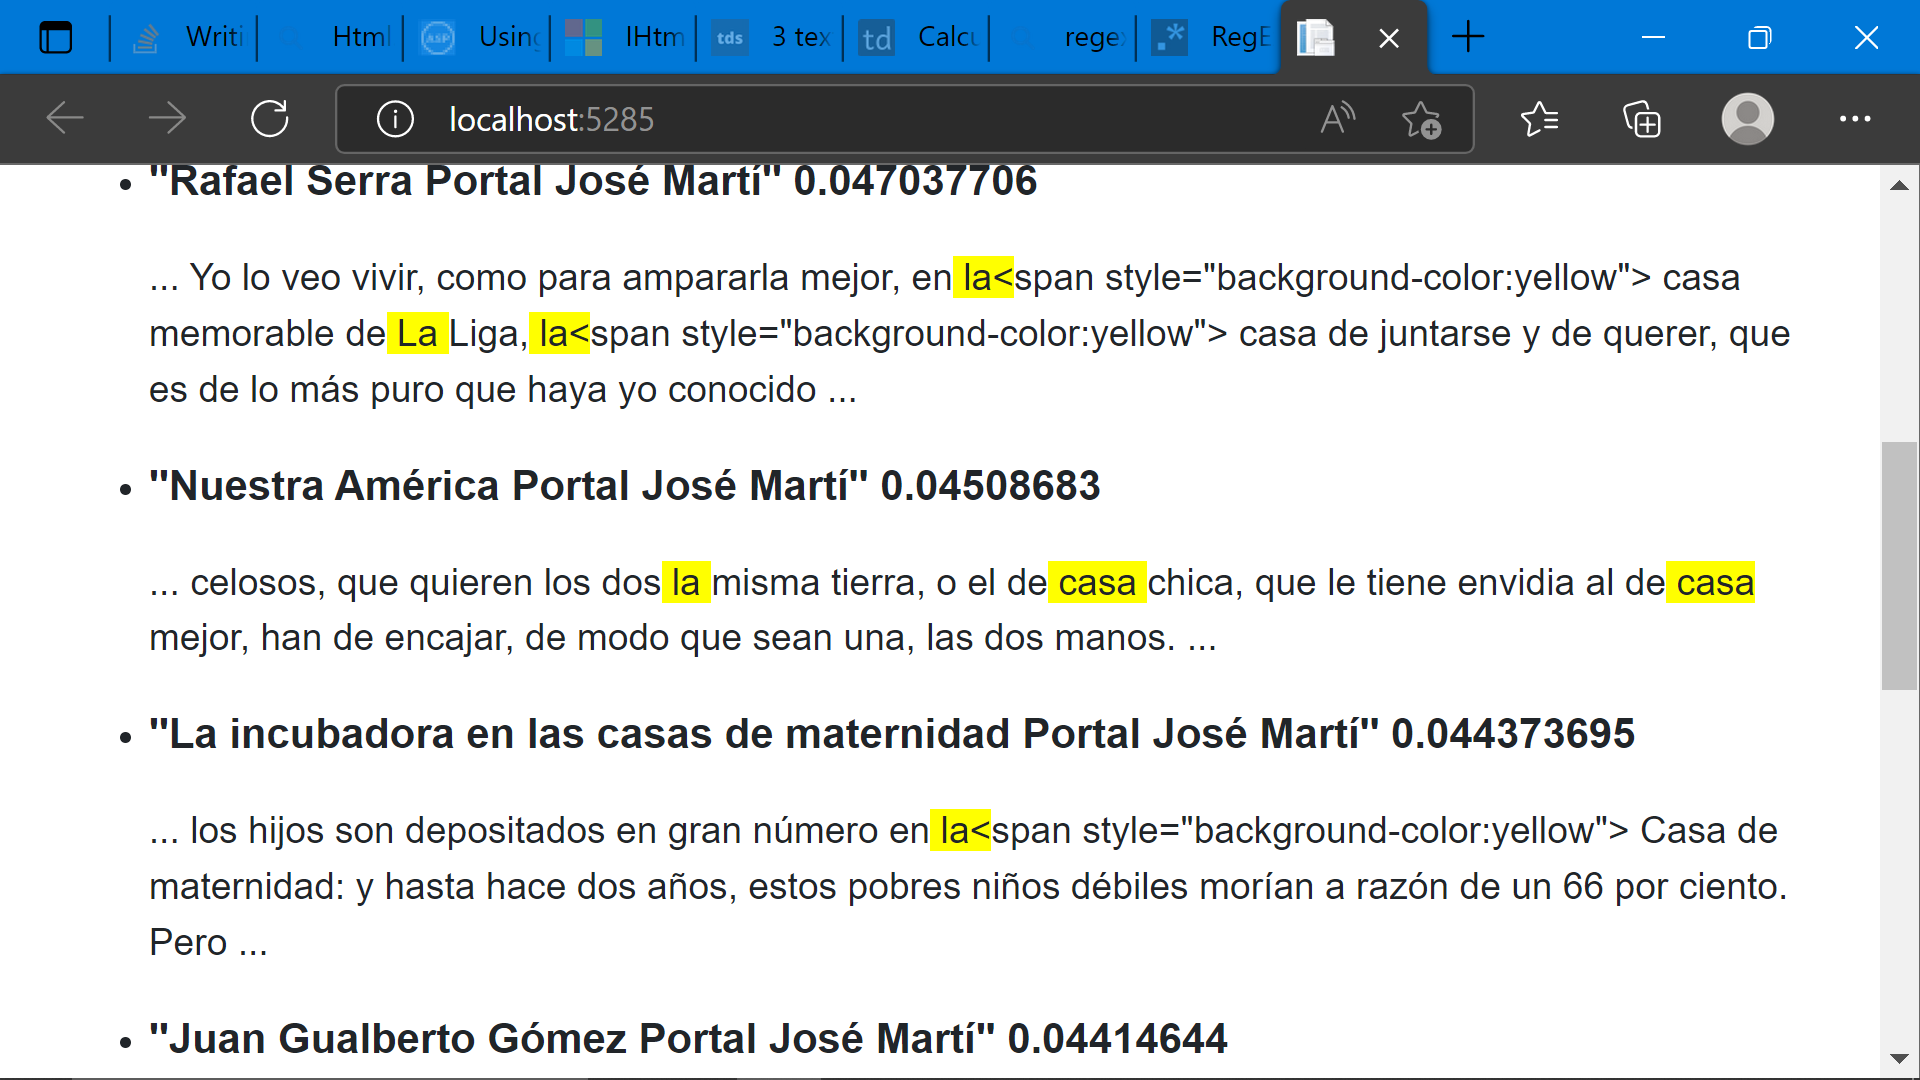 Writi
Html
Using
IHtm
tds
3 tex
td
Calcu
regex
RegE
localhost:5285
"Rafael Serra Portal José Martí" 0.047037706
... Yo lo veo vivir, como para ampararla mejor, en la<span style="background-color:yellow"> casa
memorable de La Liga, la<span style="background-color:yellow"> casa de juntarse y de querer, que
es de lo más puro que haya yo conocido ...
"Nuestra América Portal José Martí" 0.04508683
... celosos, que quieren los dos la misma tierra, o el de casa chica, que le tiene envidia al de casa
mejor, han de encajar, de modo que sean una, las dos manos. ...
"La incubadora en las casas de maternidad Portal José Martí" 0.044373695
... los hijos son depositados en gran número en la<span style="background-color:yellow"> Casa de
maternidad: y hasta hace dos años, estos pobres niños débiles morían a razón de un 66 por ciento.
Pero ...
"Juan Gualberto Gómez Portal José Martí" 0.04414644